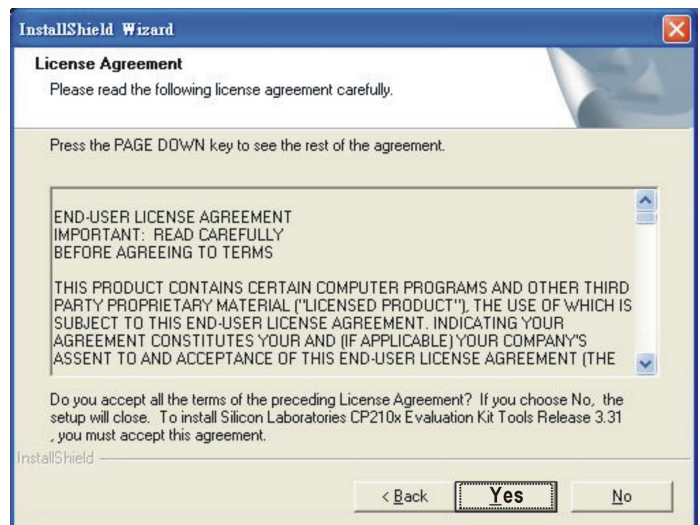 InstallShield Wizard
License Agreement
Please read the following license agreement carefully.
Press the PAGE DOWN key to see the rest of the agreement.
END-USER LICENSE AGREEMENT
IMPORTANT: READ CAREFULLY
BEFORE AGREEING TO TERMS
THIS PRODUCT CONTAINS CERTAIN COMPUTER PROGRAMS AND OTHER THIRD
PARTY PROPRIETARY MATERIAL ("LICENSED PRODUCT"), THE USE OF WHICH IS
SUBJECT TO THIS END-USER LICENSE AGREEMENT. INDICATING YOUR
AGREEMENT CONSTITUTES YOUR AND (IF APPLICABLE) YOUR COMPANY'S
ASSENT TO AND ACCEPTANCE OF THIS END-USER LICENSE AGREEMENT (THE
Do you accept all the terms of the preceding License Agreement? If you choose No, the
setup will close. To install Silicon Laboratories CP210x Evaluation Kit Tools Release 3.31
, you must accept this agreement.
InstallShield
< Back Yes No